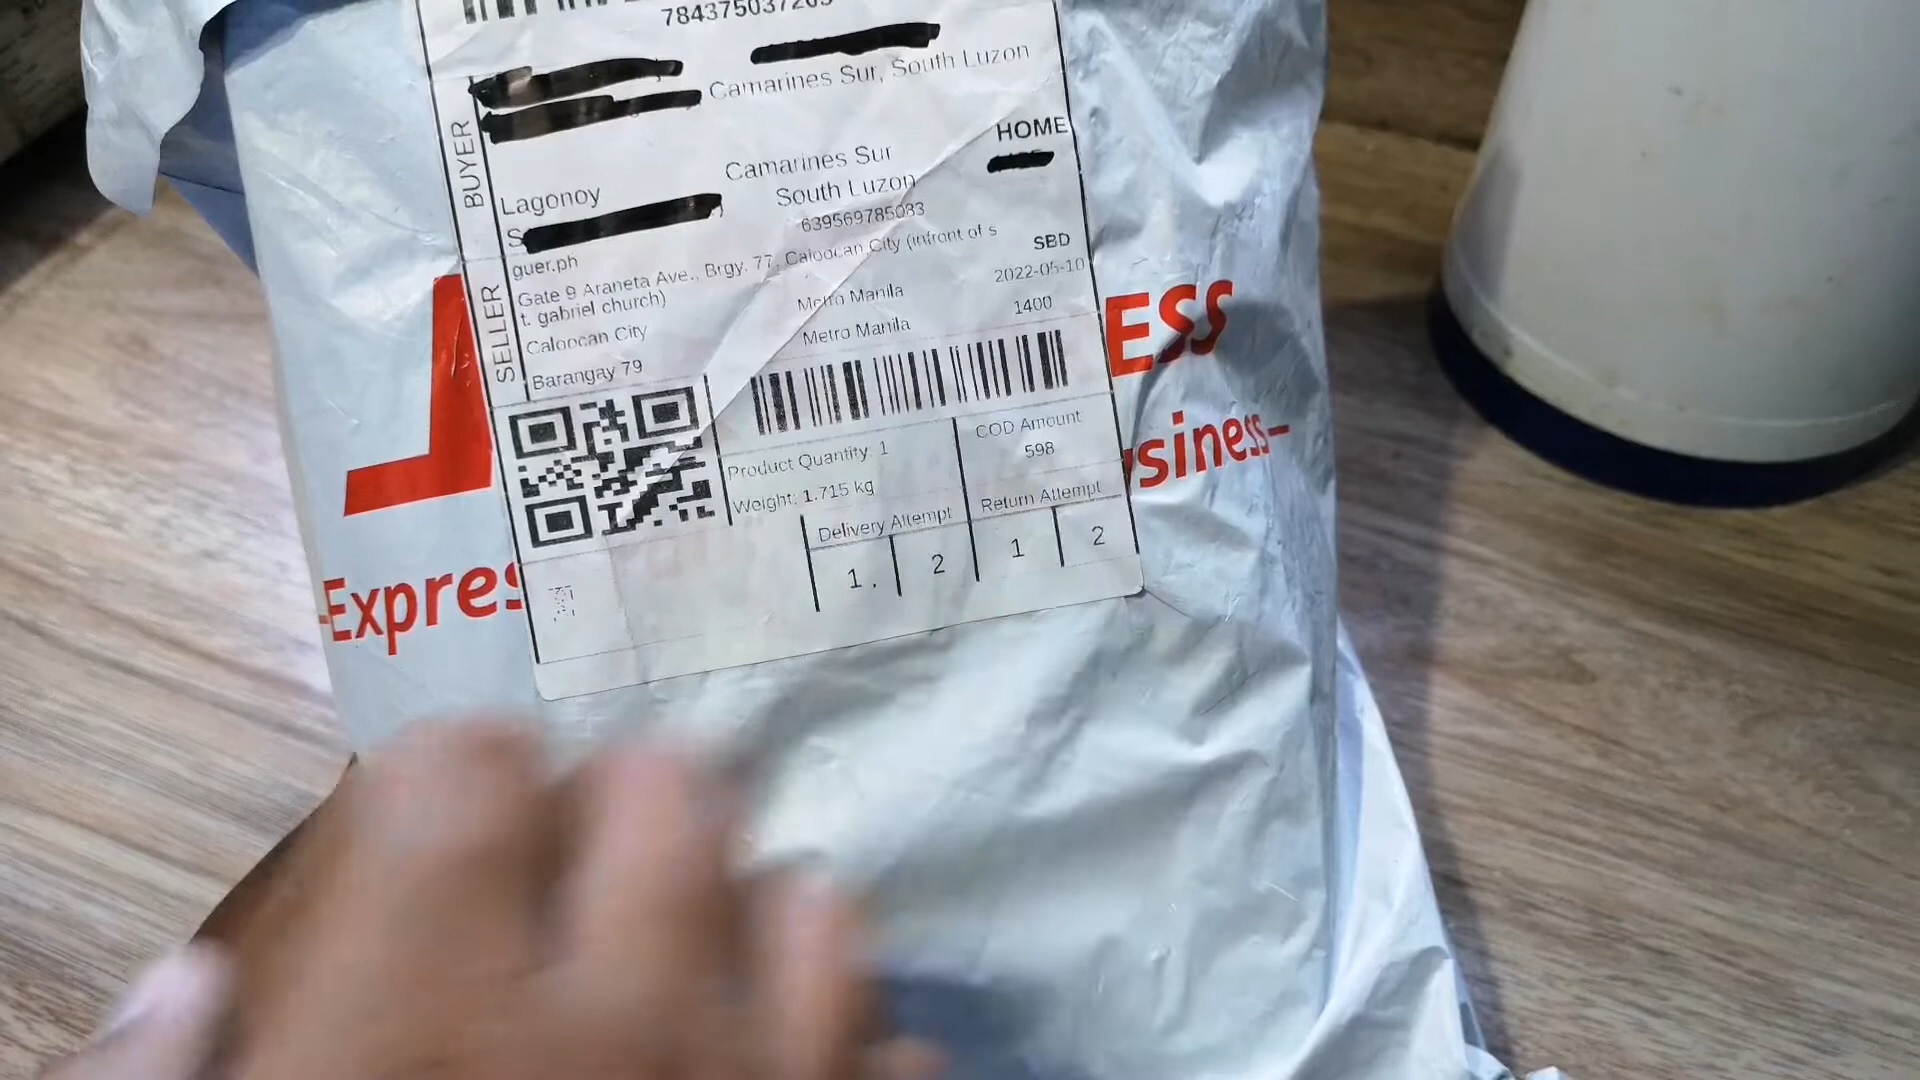 Camarines Sur, South Luzon
HOME
BUYER
Camarines Sur
South Luzon
Lagonoy
639569785083
S
guer.ph
Gate 9 Araneta Ave., Brgy. 77, Caloocan City (infront of s
t. gabriel church)
SBD
2022-05-10
SELLER
Metro Manila
1400
Caloocan City
Metro Manila
Barangay 79
ESS
Product Quantity: 1
COD Amount
598
Weight: 1.715 kg
Delivery Attempt
Return Attempt
1.
2
1
2
-Expres
usiness-